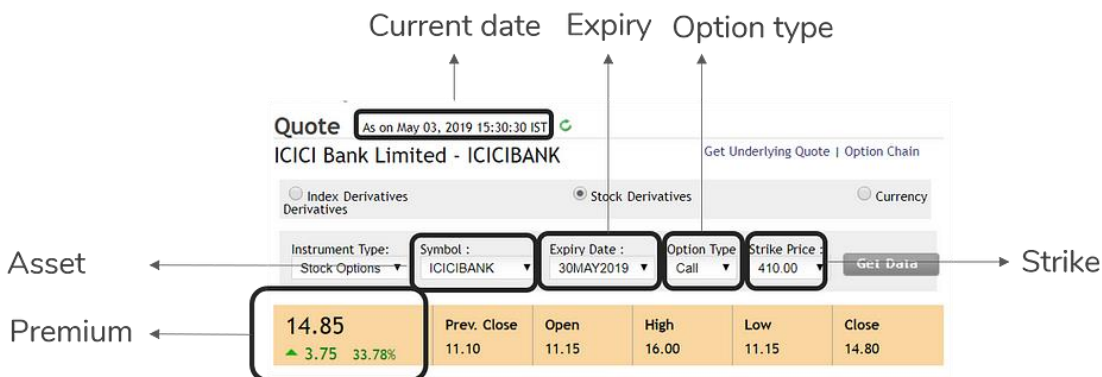 Current date Expiry Option type
Quote As on May 03, 2019 15:30:30 IST
ICICI Bank Limited - ICICIBANK Get Underlying Quote | Option Chain
Index Derivatives Stock Derivatives Currency
Derivatives
Instrument Type: Symbol : Expiry Date : Option Type Strike Price :
Asset Stock Options ICICIBANK 30MAY2019 Call 410.00 Get Data Strike
14.85 Prev. Close Open High Low Close
Premium 3.75 33.78% 11.10 11.15 16.00 11.15 14.80